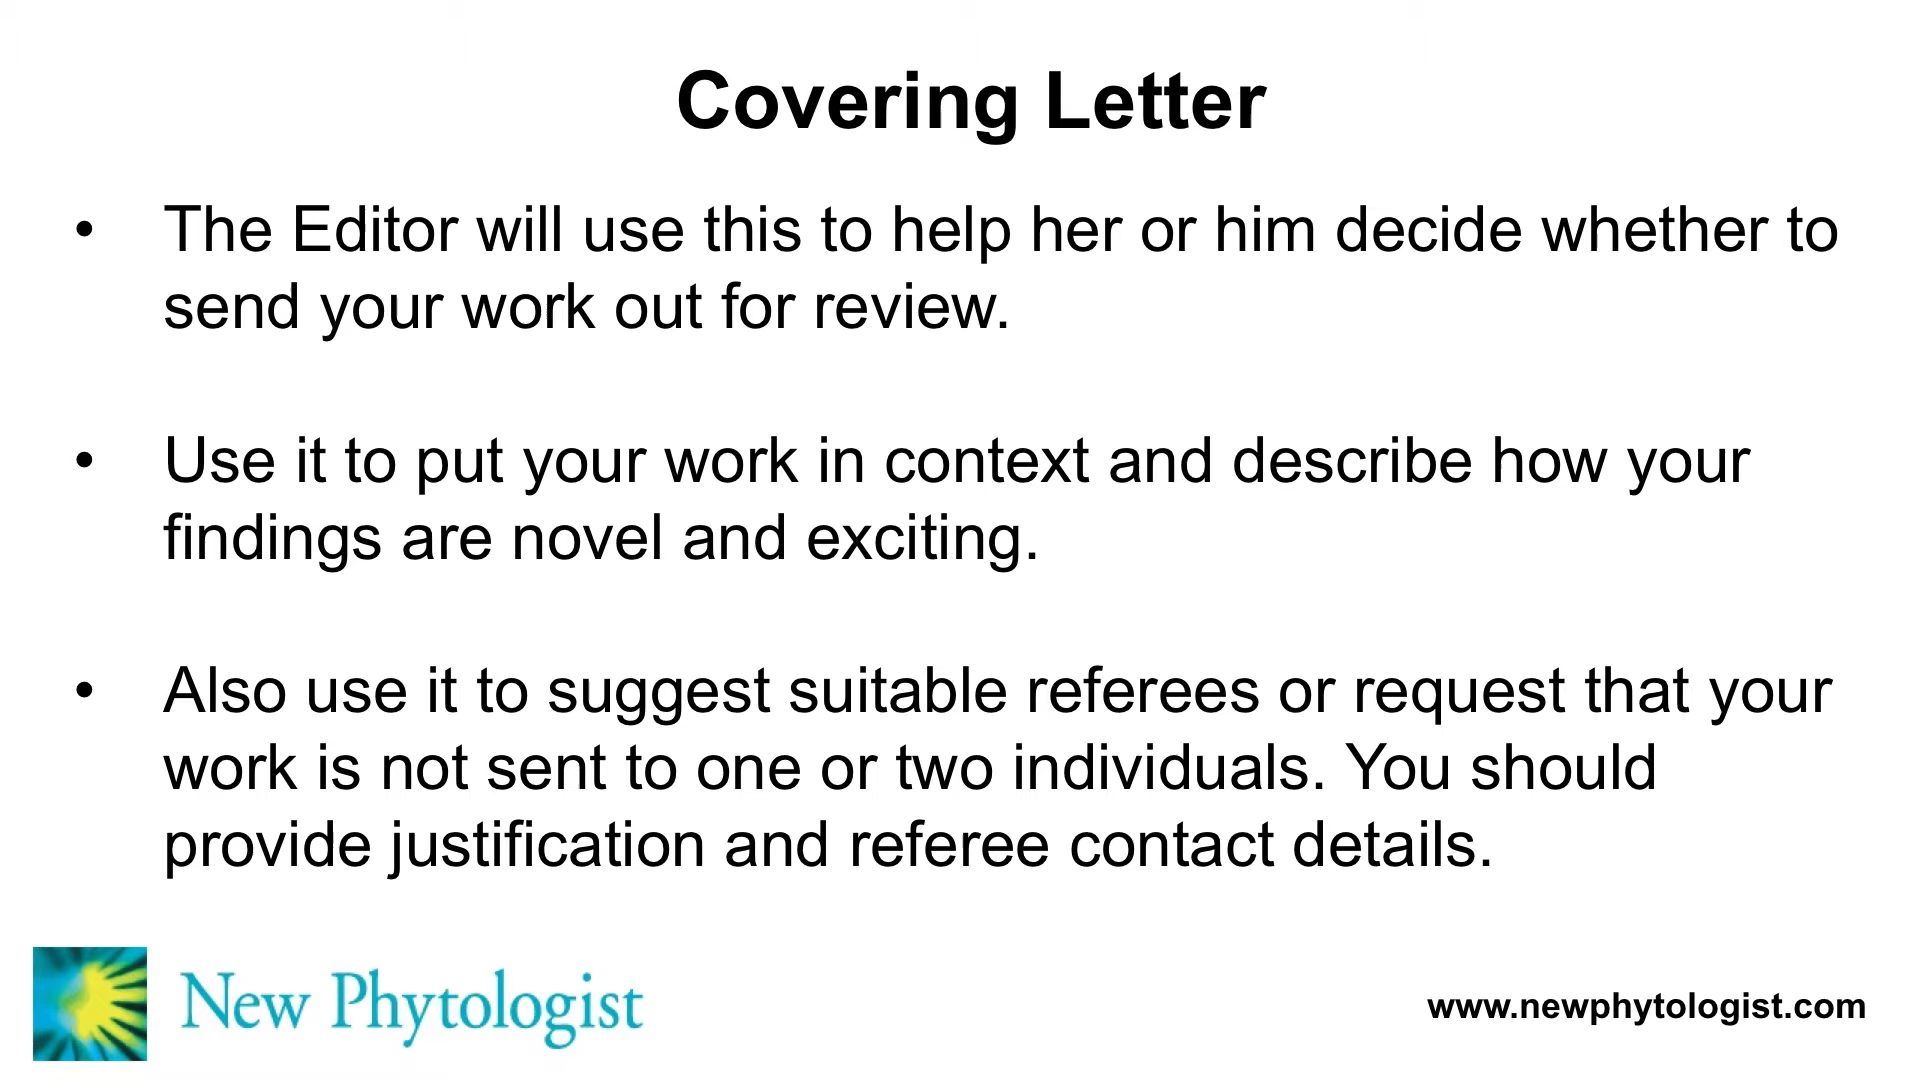 Covering Letter
• The Editor will use this to help her or him decide whether to
send your work out for review.
• Use it to put your work in context and describe how your
findings are novel and exciting.
• Also use it to suggest suitable referees or request that your
work is not sent to one or two individuals. You should
provide justification and referee contact details.
New Phytologist
www.newphytologist.com